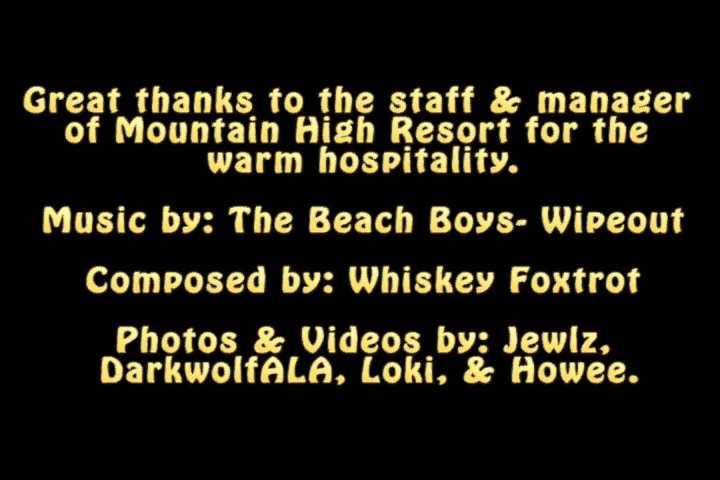 Great thanks to the staff & manager
of Mountain High Resort for the
warm hospitality.
Music by: The Beach Boys- Wipeout
Composed by: Whiskey Foxtrot
Photos & Videos by: Jewlz,
DarkwolfALA, Loki, & Howee.